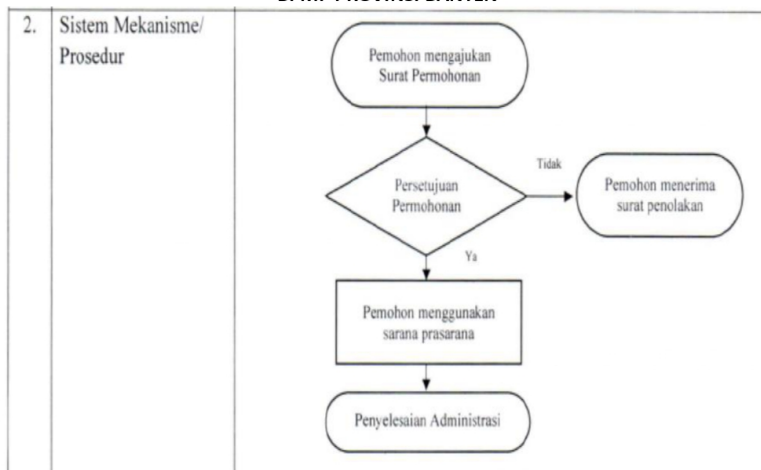 2.
Sistem Mekanisme/
Prosedur
Pemohon mengajukan
Surat Permohonan
Persetujuan
Permohonan
Tidak
Pemohon menerima
surat penolakan
Ya
Pemohon menggunakan
sarana prasarana
Penyelesaian Administrasi